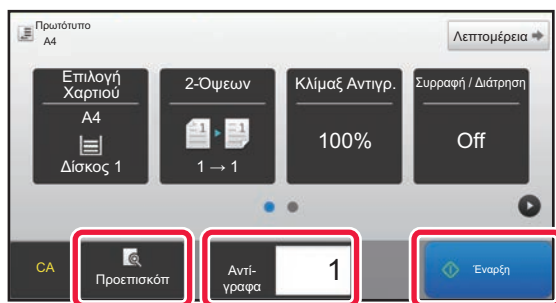 Πρωτότυπο
A4
Λεπτομέρεια
Επιλογή
Χαρτιού
A4
Δίσκος 1
2-Όψεων
1 → 1
Κλίμαξ Αντιγρ.
100%
Συρραφή / Διάτρηση
Off
CA
Προεπισκόπ
Αντί-
γραφα
1
Έναρξη